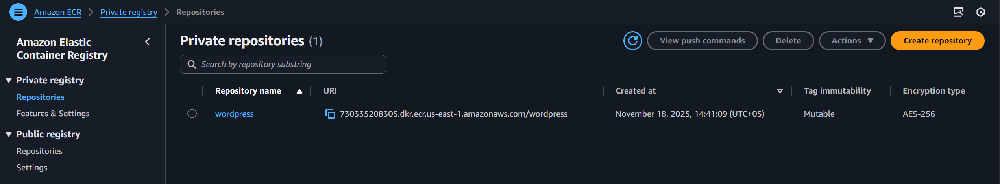 Amazon ECR Private registry Repositories
Amazon Elastic
Container Registry
Private registry
Repositories
Features & Settings
Public registry
Repositories
Settings
Private repositories (1)
View push commands Delete Actions Create repository
Search by repository substring
Repository name URI Created at Tag immutability Encryption type
wordpress 730335208305.dkr.ecr.us-east-1.amazonaws.com/wordpress November 18, 2025, 14:41:09 (UTC+05) Mutable AES-256